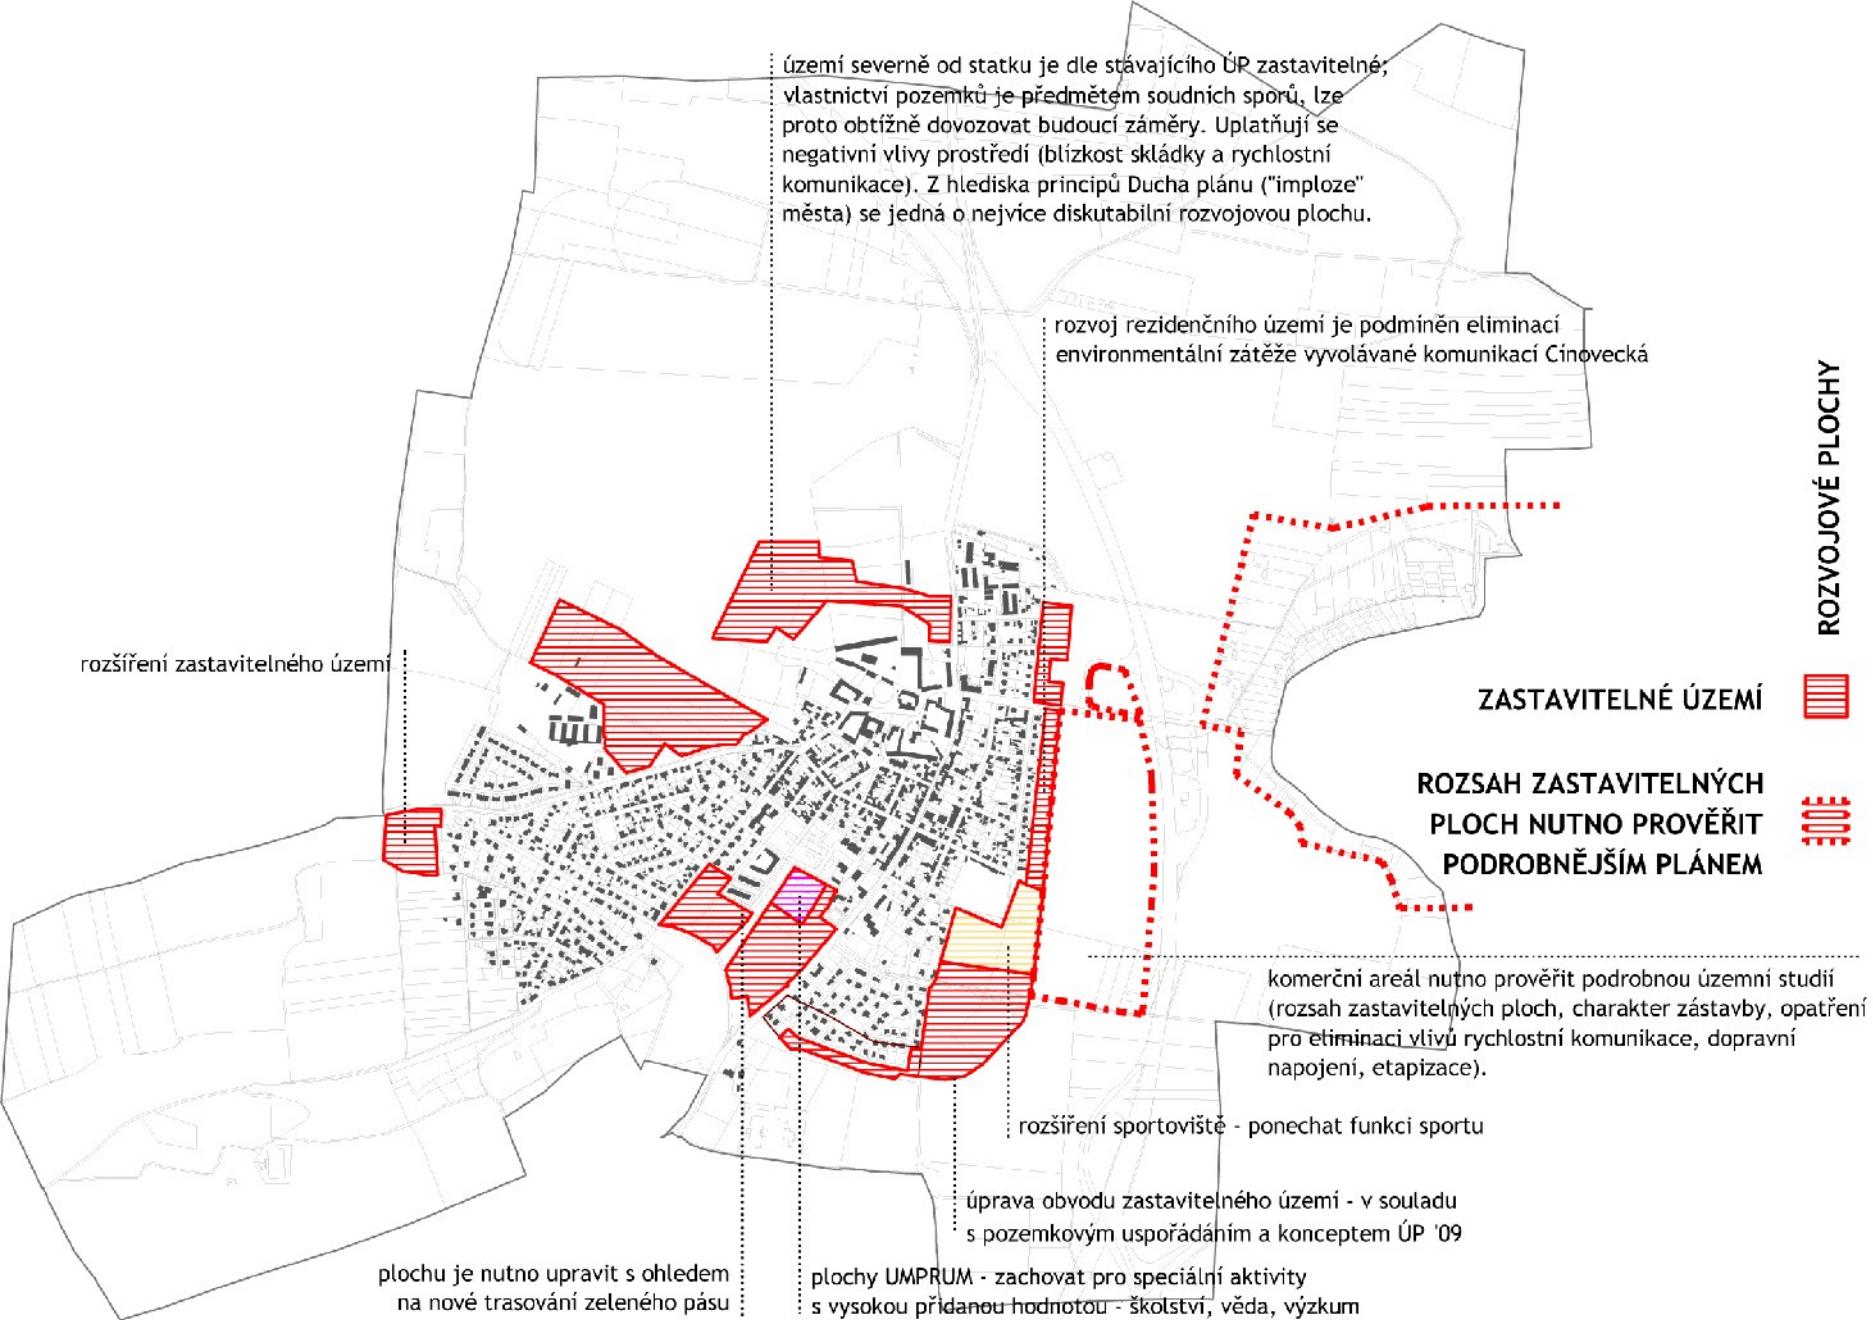 území severně od statku je dle stávajícího ÚP zastavitelné;
vlastnictví pozemků je předmětem soudních sporů, lze
proto obtížně dovozovat budoucí záměry. Uplatňují se
negativní vlivy prostředí (blízkost skládky a rychlostní
komunikace). Z hlediska principů Ducha plánu ("imploze"
města) se jedná o nejvíce diskutabilní rozvojovou plochu.
rozvoj rezidenčního území je podmíněn eliminací
environmentální zátěže vyvolávané komunikací Cínovecká
ROZVOJOVÉ PLOCHY
rozšíření zastavitelného území
ZASTAVITELNÉ ÚZEMÍ
ROZSAH ZASTAVITELNÝCH
PLOCH NUTNO PROVĚŘIT
PODROBNĚJŠÍM PLÁNEM
komerční areál nutno prověřit podrobnou územní studií
(rozsah zastavitelných ploch, charakter zástavby, opatření
pro eliminaci vlivů rychlostní komunikace, dopravní
napojení, etapizace).
rozšíření sportoviště - ponechat funkci sportu
úprava obvodu zastavitelného území - v souladu
s pozemkovým uspořádáním a konceptem ÚP '09
plochu je nutno upravit s ohledem
na nové trasování zeleného pásu
plochy UMPRUM - zachovat pro speciální aktivity
s vysokou přidanou hodnotou - školství, věda, výzkum